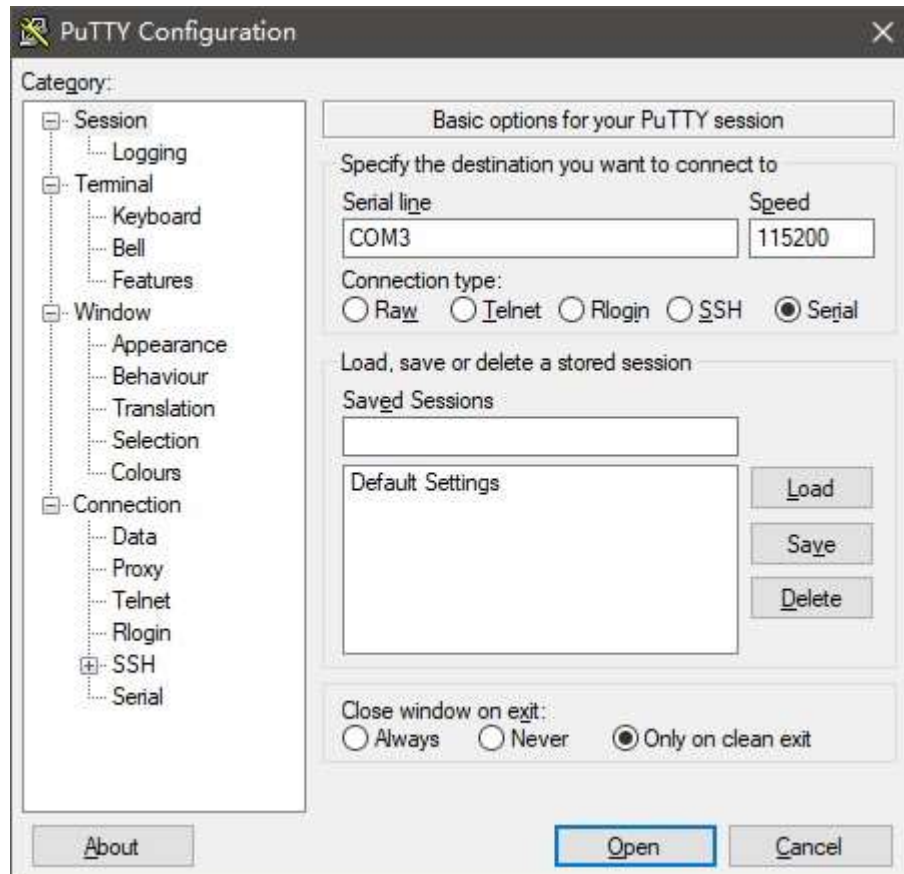 PuTTY Configuration
Category:
Session
Logging
Terminal
Keyboard
Bell
Features
Window
Appearance
Behaviour
Translation
Selection
Colours
Connection
Data
Proxy
Telnet
Rlogin
SSH
Serial
Basic options for your PuTTY session
Specify the destination you want to connect to
Serial line Speed
COM3 115200
Connection type:
Raw Telnet Rlogin SSH Serial
Load, save or delete a stored session
Saved Sessions
Default Settings
Load
Save
Delete
Close window on exit:
Always Never Only on clean exit
About Open Cancel